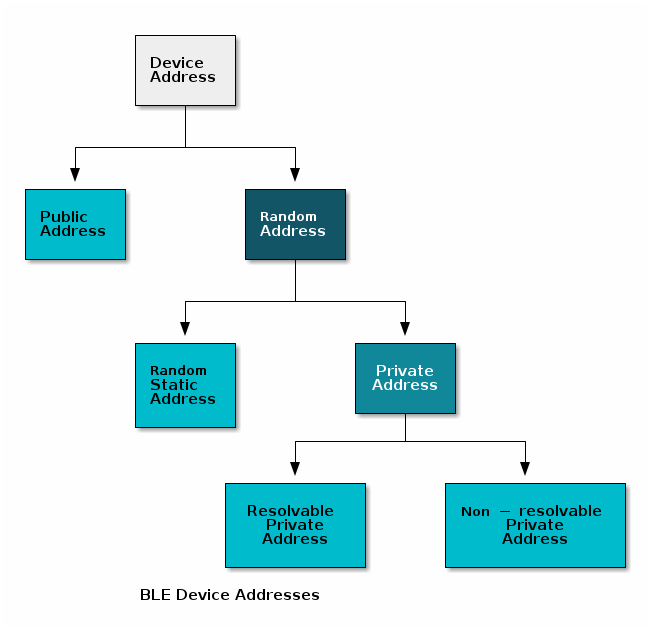 Device
Address
Public
Address
Random
Address
Random
Static
Address
Private
Address
Resolvable
Private
Address
Non - resolvable
Private
Address
BLE Device Addresses